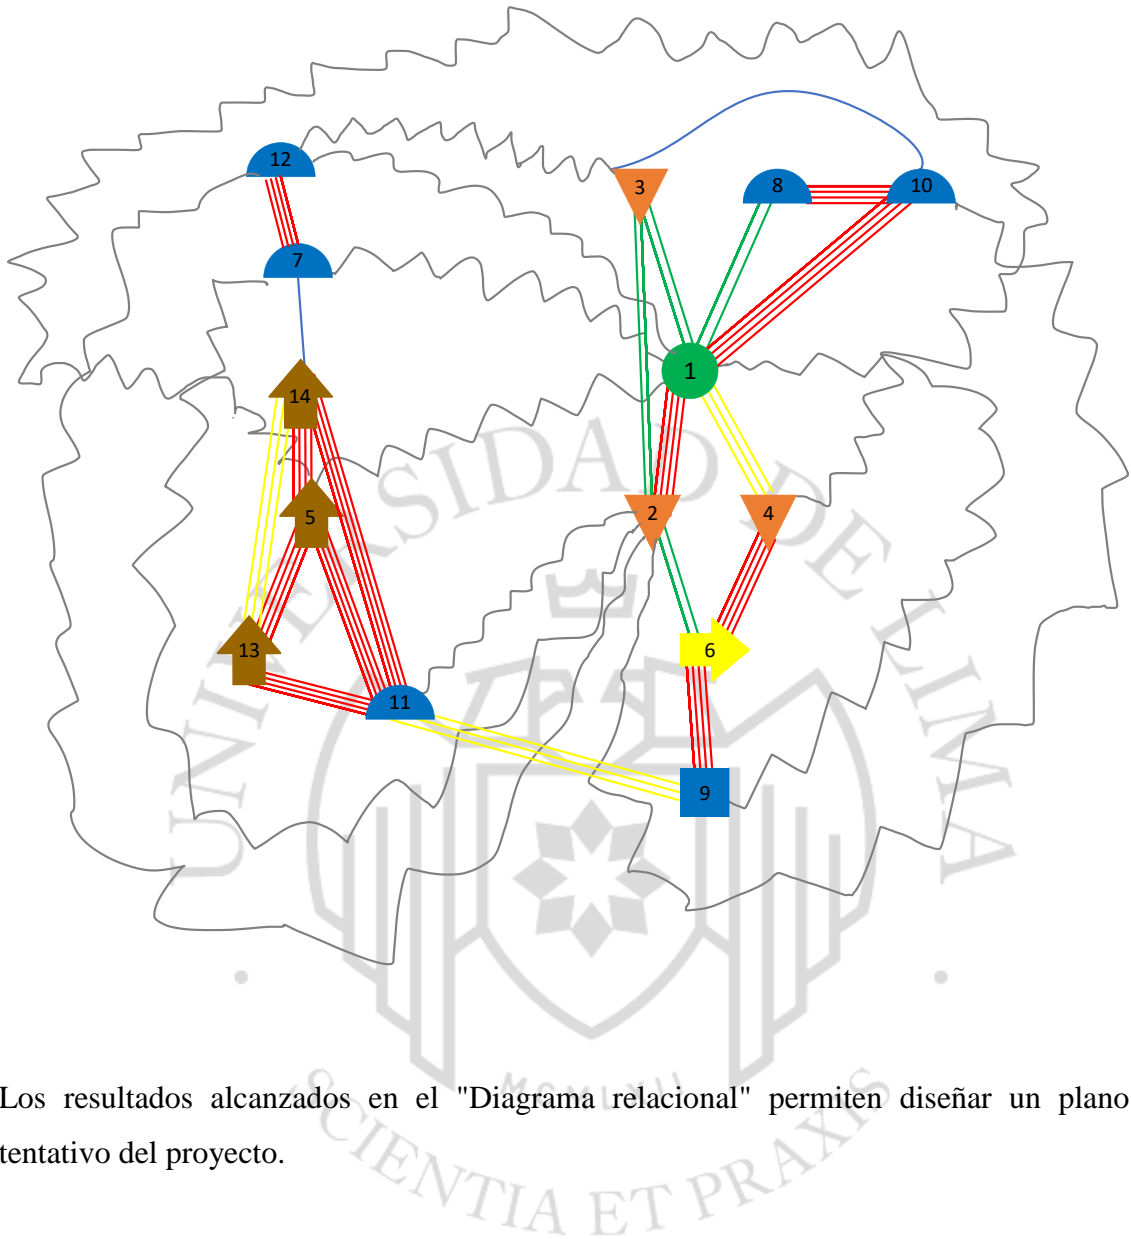 12
3
8
10
7
1
14
2
4
5
13
6
11
9
UNIVERSIDAD DE LIMA
MCMLXII
SCIENTIA ET PRAXIS
Los resultados alcanzados en el "Diagrama relacional" permiten diseñar un plano
tentativo del proyecto.